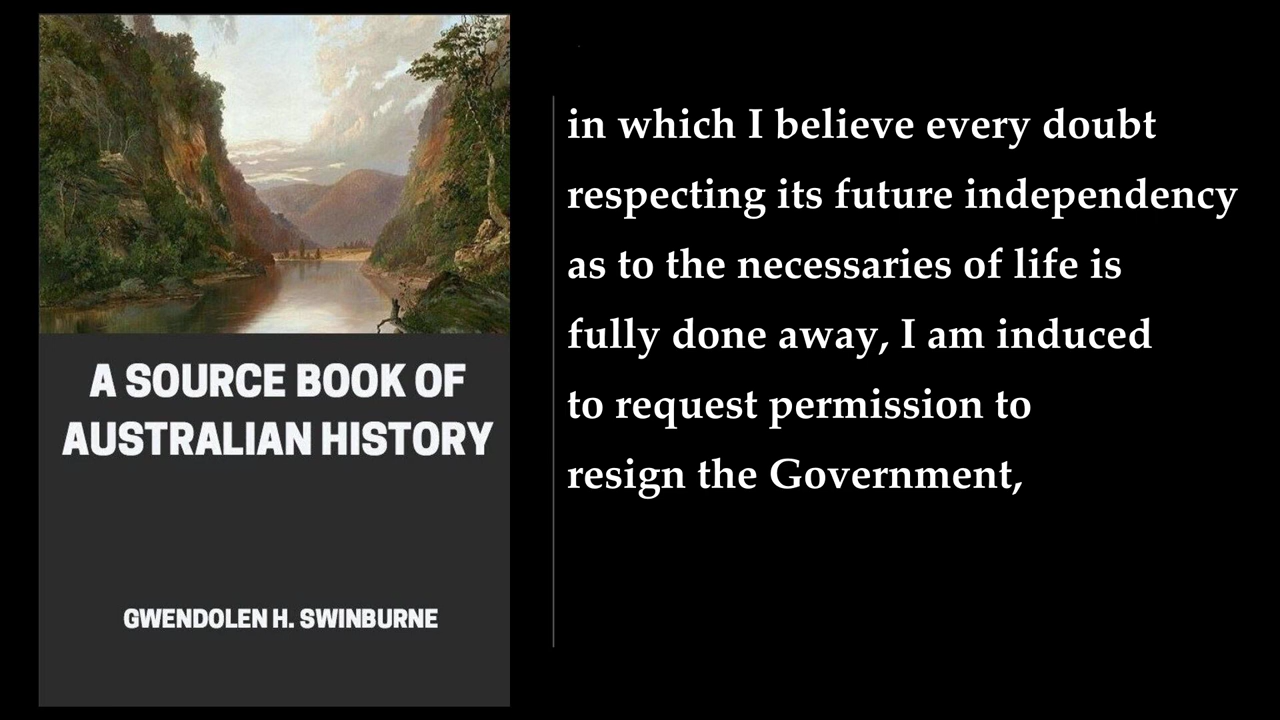 A SOURCE BOOK OF
AUSTRALIAN HISTORY
GWENDOLEN H. SWINBURNE
in which I believe every doubt
respecting its future independency
as to the necessaries of life is
fully done away, I am induced
to request permission to
resign the Government,